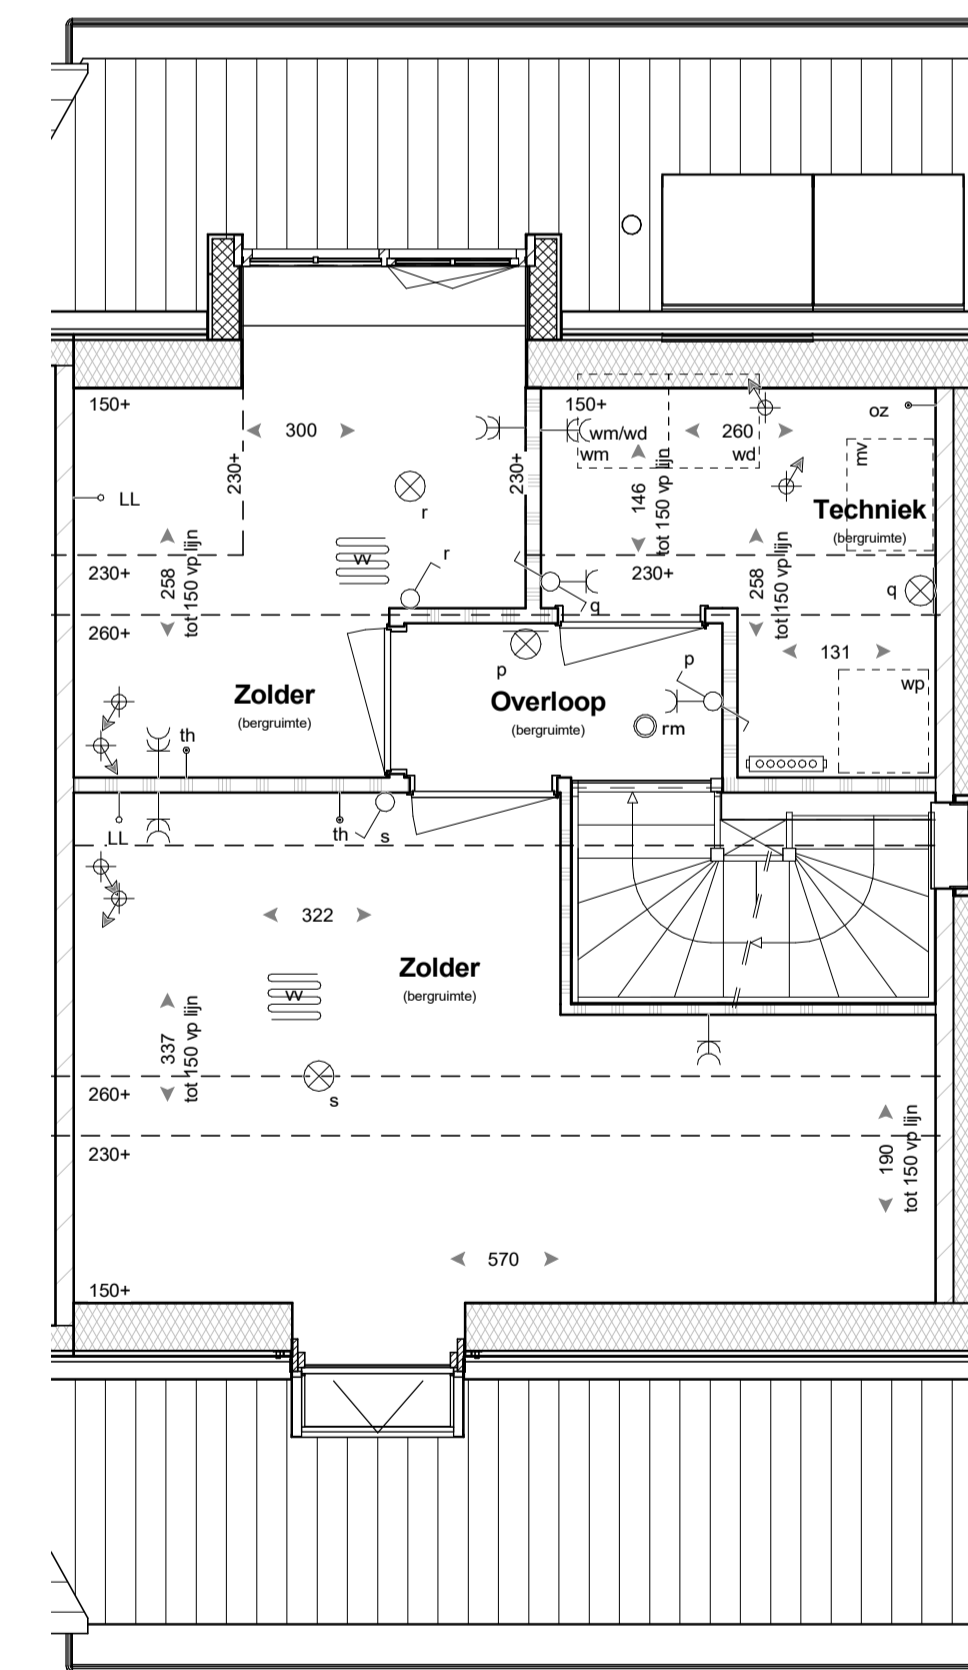 150+
300
230+
230+
150+
wm/wd
wm
260
wd
oz
mv
146
tot 150 vp lijn
LL
r
Techniek
(bergruimte)
230+
258
tot 150 vp lijn
vv
r
230+
q
258
tot 150 vp lijn
q
260+
131
p
p
wp
Zolder
(bergruimte)
Overloop
(bergruimte)
rm
th
LL
th
s
322
Zolder
(bergruimte)
vv
337
tot 150 vp lijn
260+
s
230+
190
tot 150 vp lijn
570
150+